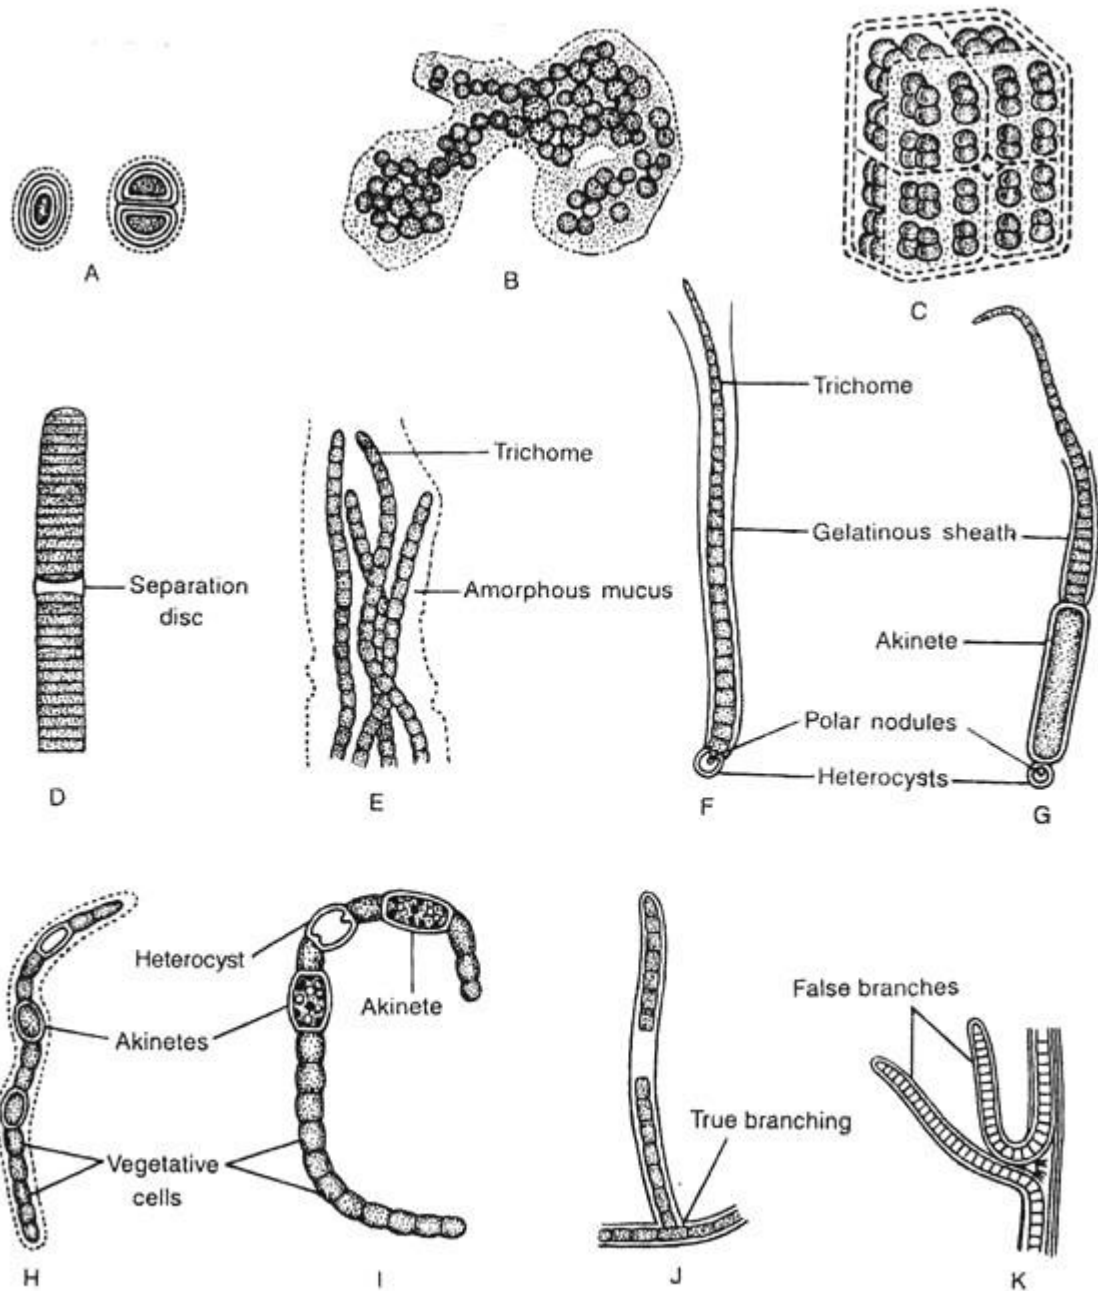 A
B
C
Trichome
Trichome
Gelatinous sheath
Separation
disc
Amorphous mucus
Akinete
Polar nodules
Heterocysts
D
E
F
G
Heterocyst
Akinete
Akinetes
False branches
True branching
Vegetative
cells
H
I
J
K